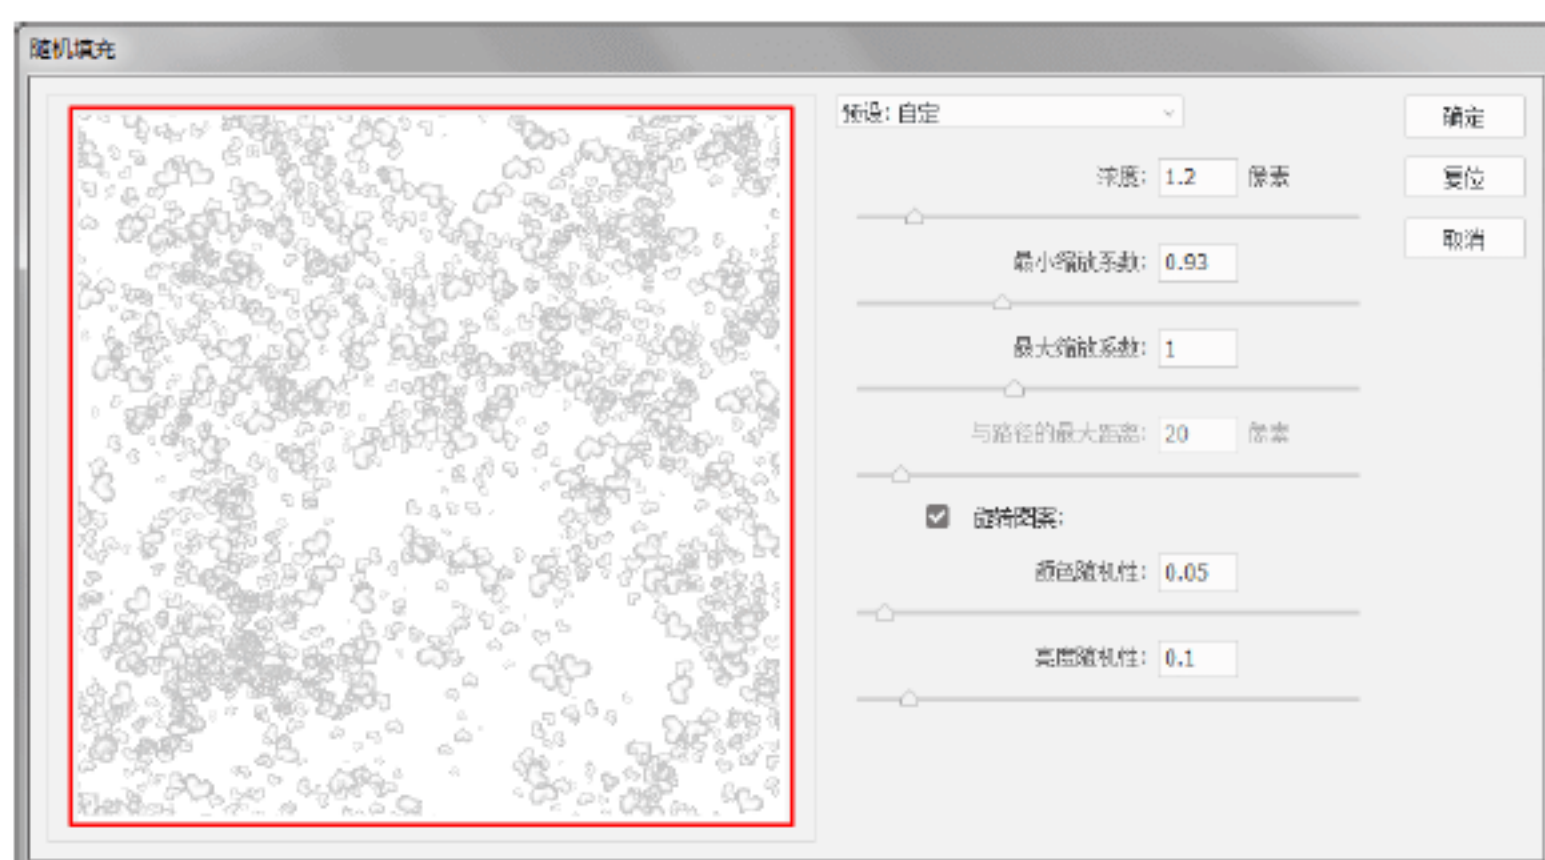 随机填充
预设: 自定
确定
浓度: 1.2 像素
复位
最小缩放系数: 0.93
取消
最大缩放系数: 1
与路径的最大距离: 20 像素
旋转图案:
颜色随机性: 0.05
亮度随机性: 0.1